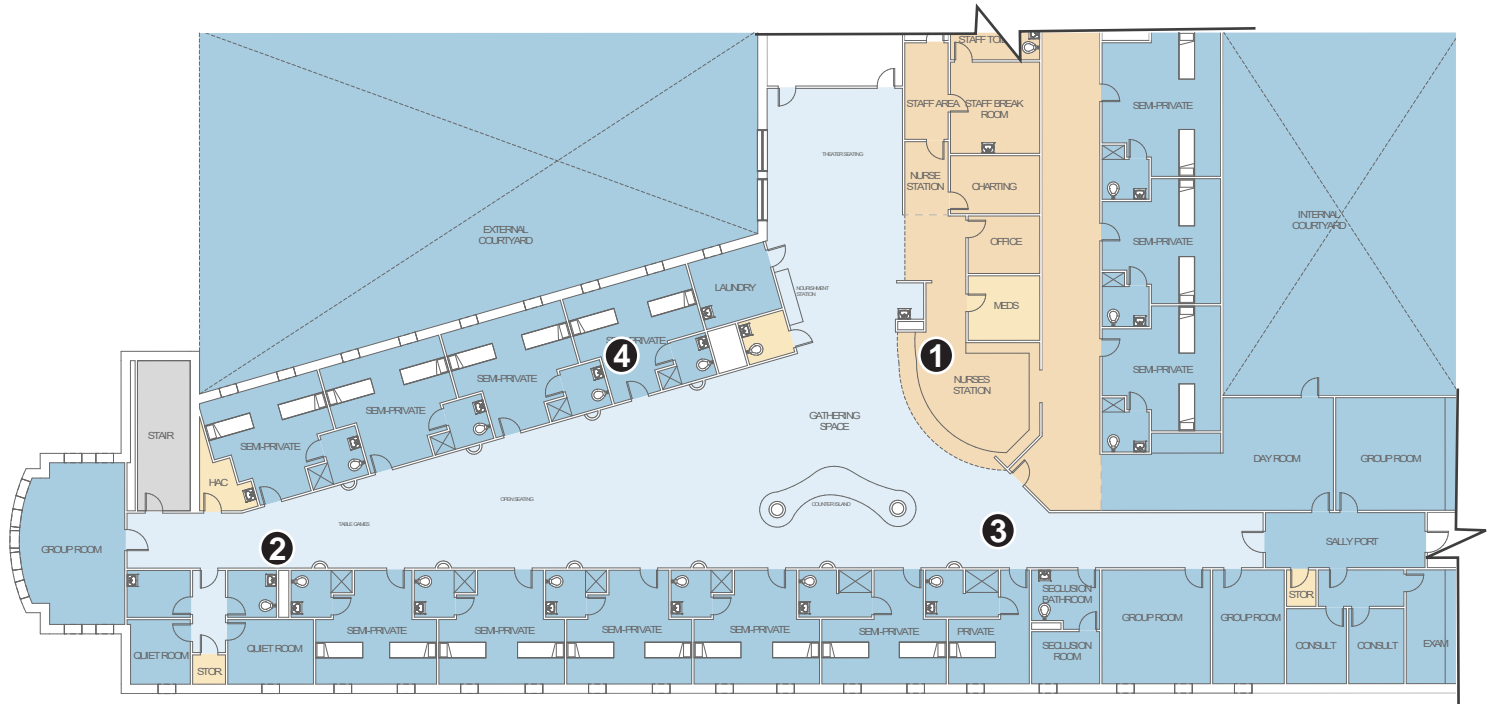 STAFF TOIL
STAFF AREA
STAFF BREAK
ROOM
SEMI-PRIVATE
THEATER SEATING
NURSE
STATION
CHARTING
EXTERNAL
COURTYARD
OFFICE
SEMI-PRIVATE
INTERNAL
COURTYARD
LAUNDRY
NOURISHMENT
STATION
MEDS
SEMI-PRIVATE
4
1
SEMI-PRIVATE
SEMI-PRIVATE
NURSES
STATION
SEMI-PRIVATE
SEMI-PRIVATE
GATHERING
SPACE
STAIR
SEMI-PRIVATE
HAC
DAY ROOM
GROUP ROOM
OPEN SEATING
COUNTER ISLAND
TABLE GAMES
3
2
GROUP ROOM
SALLY PORT
SECLUSION
BATHROOM
STOR
SEMI-PRIVATE
SEMI-PRIVATE
SEMI-PRIVATE
SEMI-PRIVATE
SEMI-PRIVATE
PRIVATE
GROUP ROOM
GROUP ROOM
QUIET ROOM
STOR
QUIET ROOM
SECLUSION
ROOM
CONSULT
CONSULT
EXAM